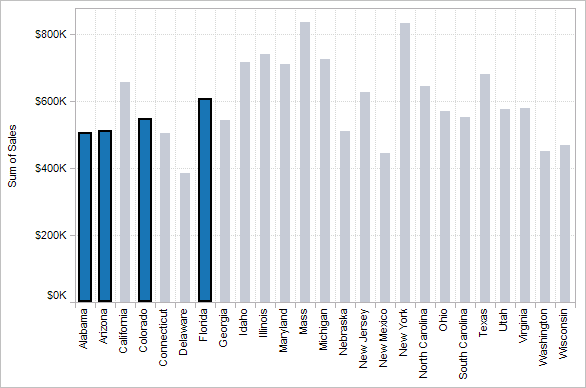 Sum of Sales
$800K
$600K
$400K
$200K
$0K
Alabama
Arizona
California
Colorado
Connecticut
Delaware
Florida
Georgia
Idaho
Illinois
Maryland
Mass
Michigan
Nebraska
New Jersey
New Mexico
New York
North Carolina
Ohio
South Carolina
Texas
Utah
Virginia
Washington
Wisconsin